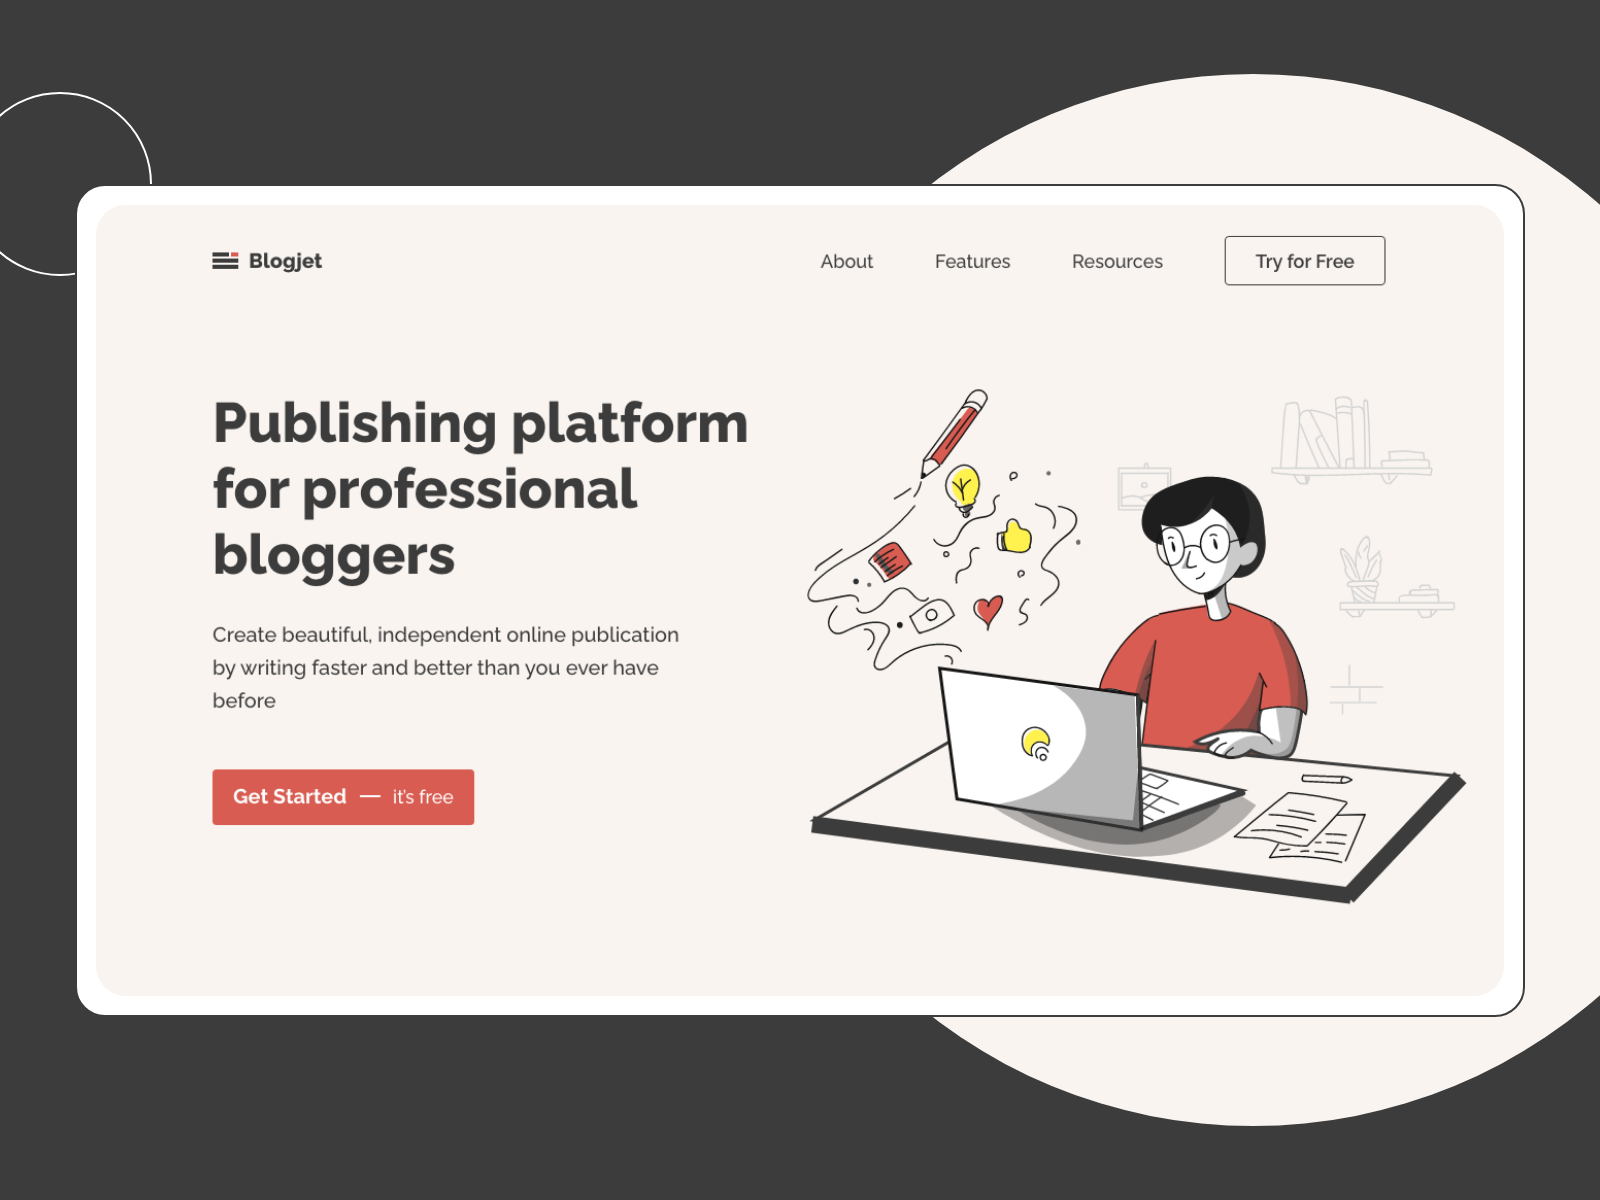 Blogjet
About
Features
Resources
Try for Free
Publishing platform
for professional
bloggers
Create beautiful, independent online publication
by writing faster and better than you ever have
before
Get Started — it's free